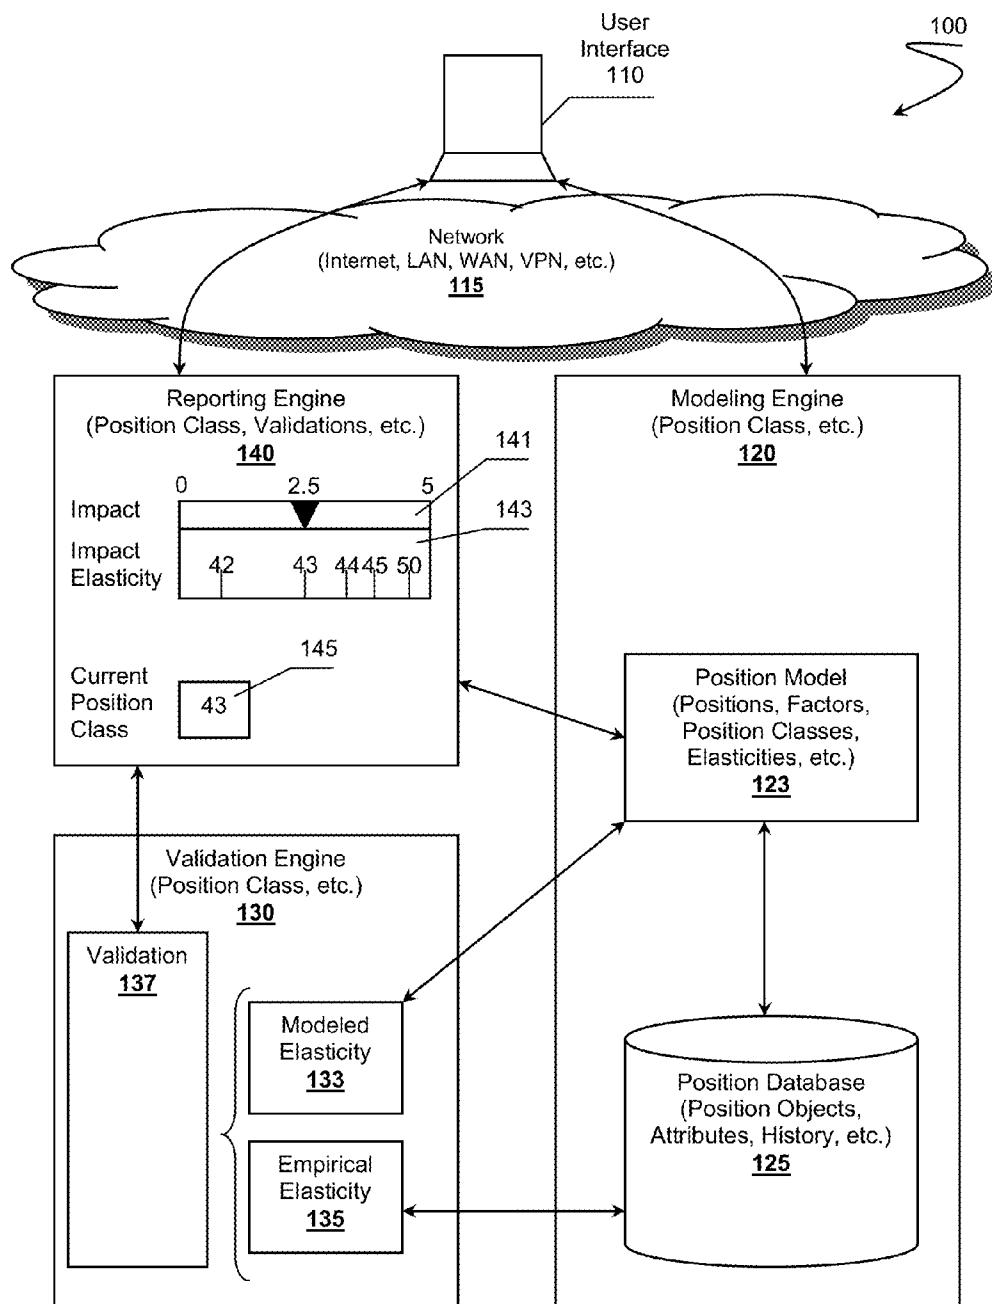 User
Interface
110
100
Network
(Internet, LAN, WAN, VPN, etc.)
115
Reporting Engine
(Position Class, Validations, etc.)
140
141
0 2.5 5
Impact
143
Impact
Elasticity
42 43 44 45 50
145
Current
Position
Class
43
Modeling Engine
(Position Class, etc.)
120
Position Model
(Positions, Factors,
Position Classes,
Elasticities, etc.)
123
Validation Engine
(Position Class, etc.)
130
Validation
137
Modeled
Elasticity
133
Empirical
Elasticity
135
Position Database
(Position Objects,
Attributes, History, etc.)
125